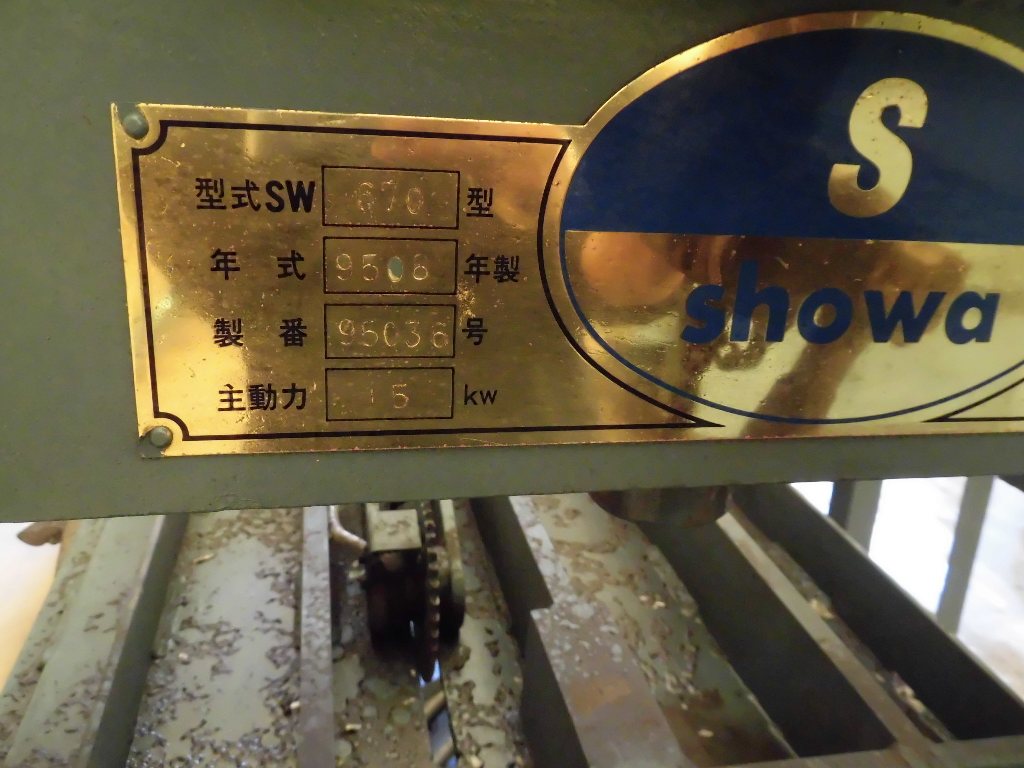 型式SW 670 型
年 式 9508 年製
製 番 95036 号
主動力 15 kw
S
showa